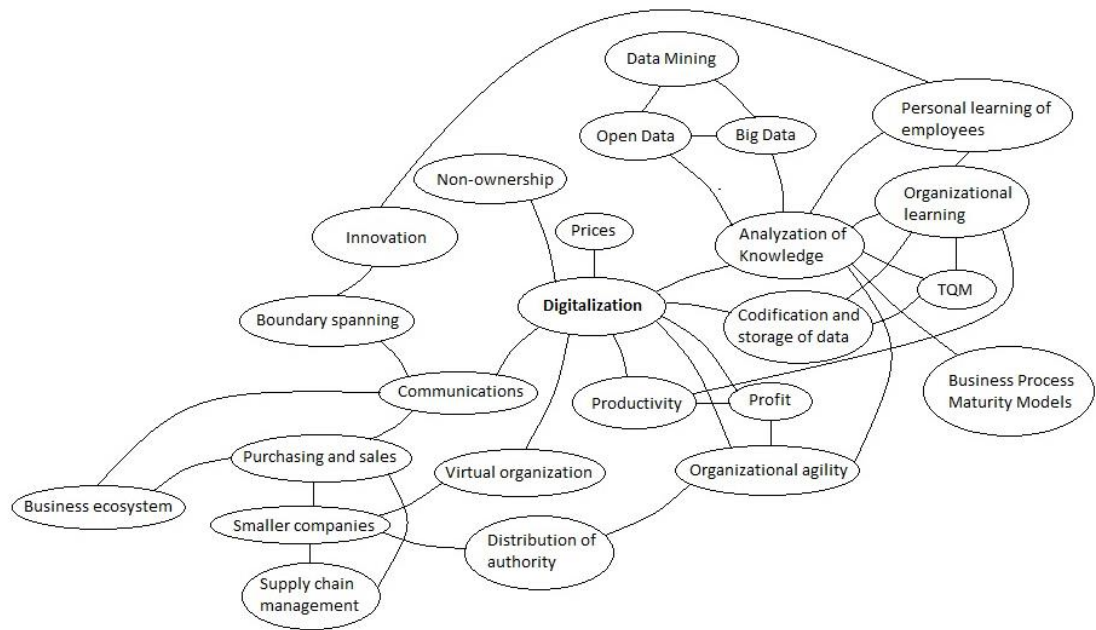 Data Mining
Personal learning of
employees
Open Data
Big Data
Non-ownership
Organizational
learning
Innovation
Prices
Analyzation of
Knowledge
TQM
Digitalization
Boundary spanning
Codification and
storage of data
Communications
Productivity
Profit
Business Process
Maturity Models
Purchasing and sales
Virtual organization
Organizational agility
Business ecosystem
Smaller companies
Distribution of
authority
Supply chain
management